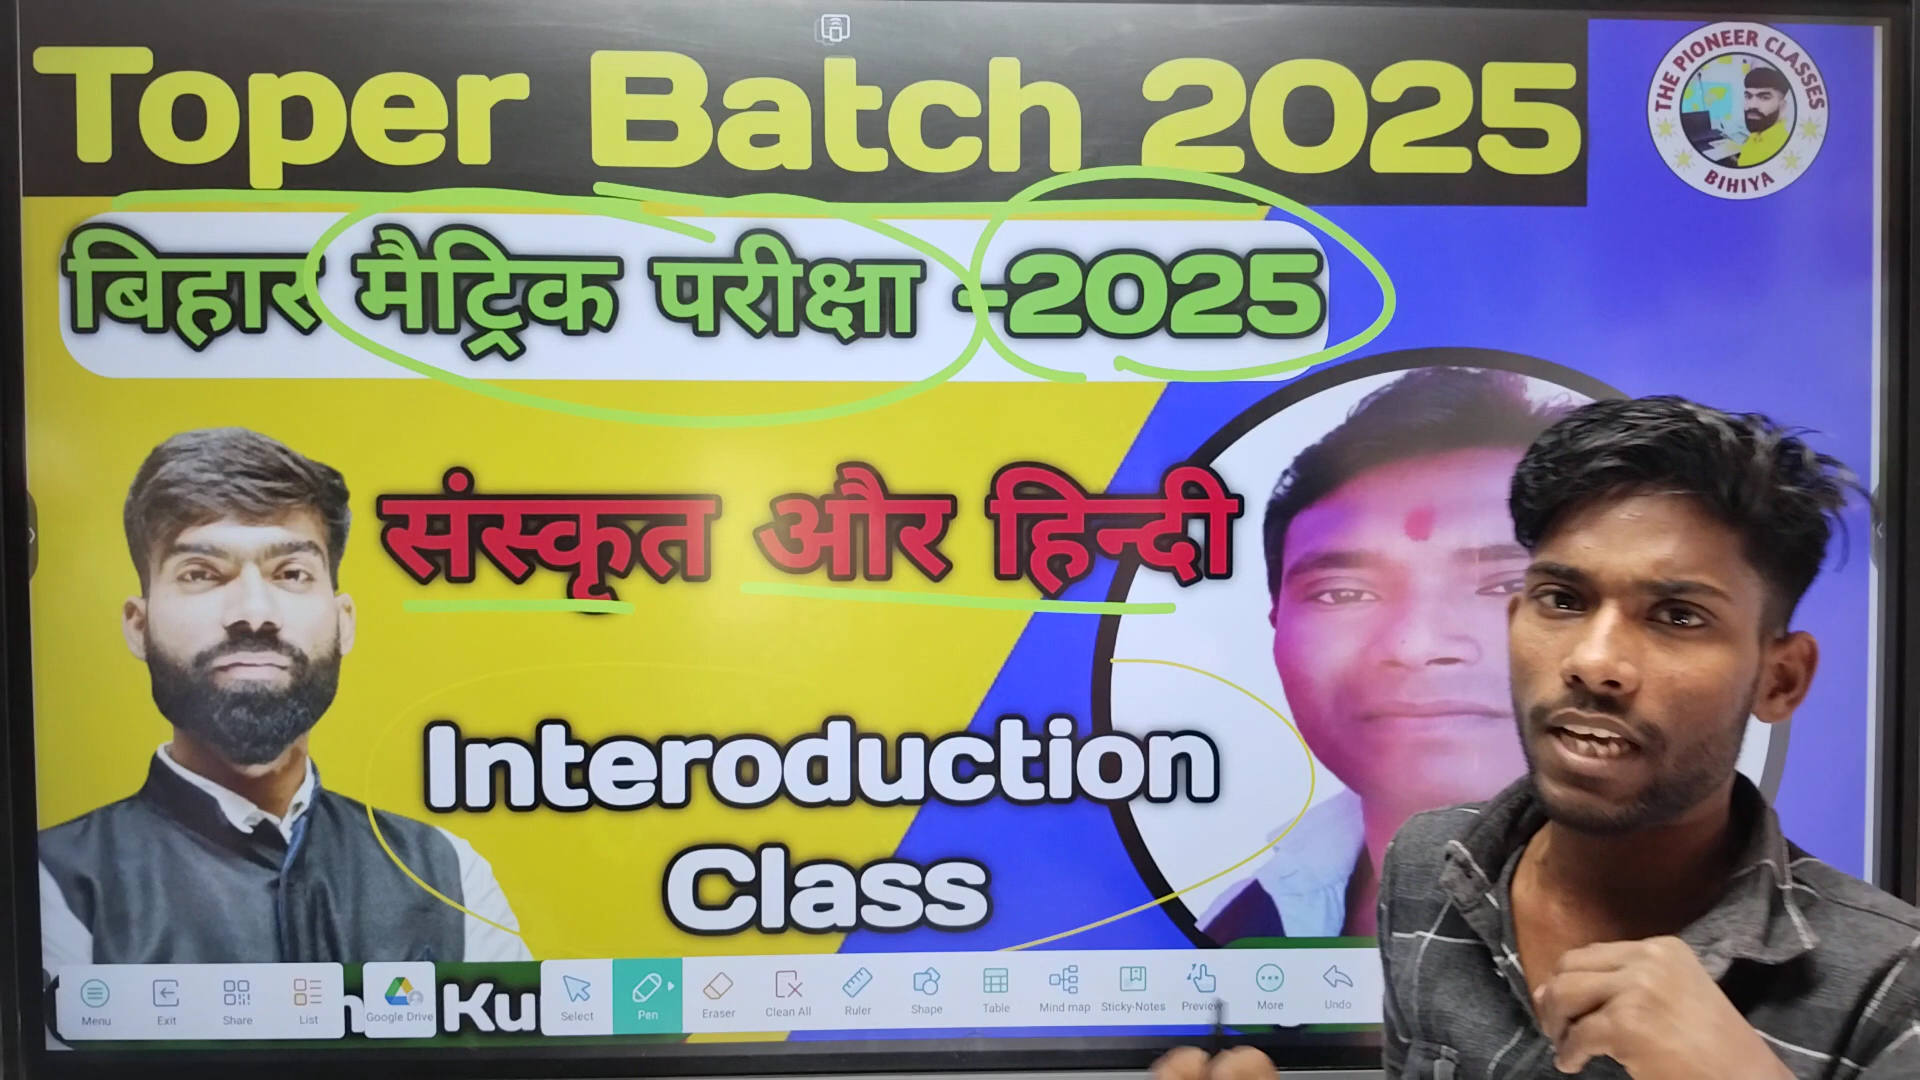 Toper Batch 2025
THE PIONEER CLASSES
BIHIYA
बिहार मैट्रिक परीक्षा -2025
संस्कृत और हिन्दी
Interoduction
Class
Menu
Exit
Share
List
Google Drive
Select
Pen
Eraser
Clean All
Ruler
Shape
Table
Mind map
Sticky-Notes
Preview
More
Undo